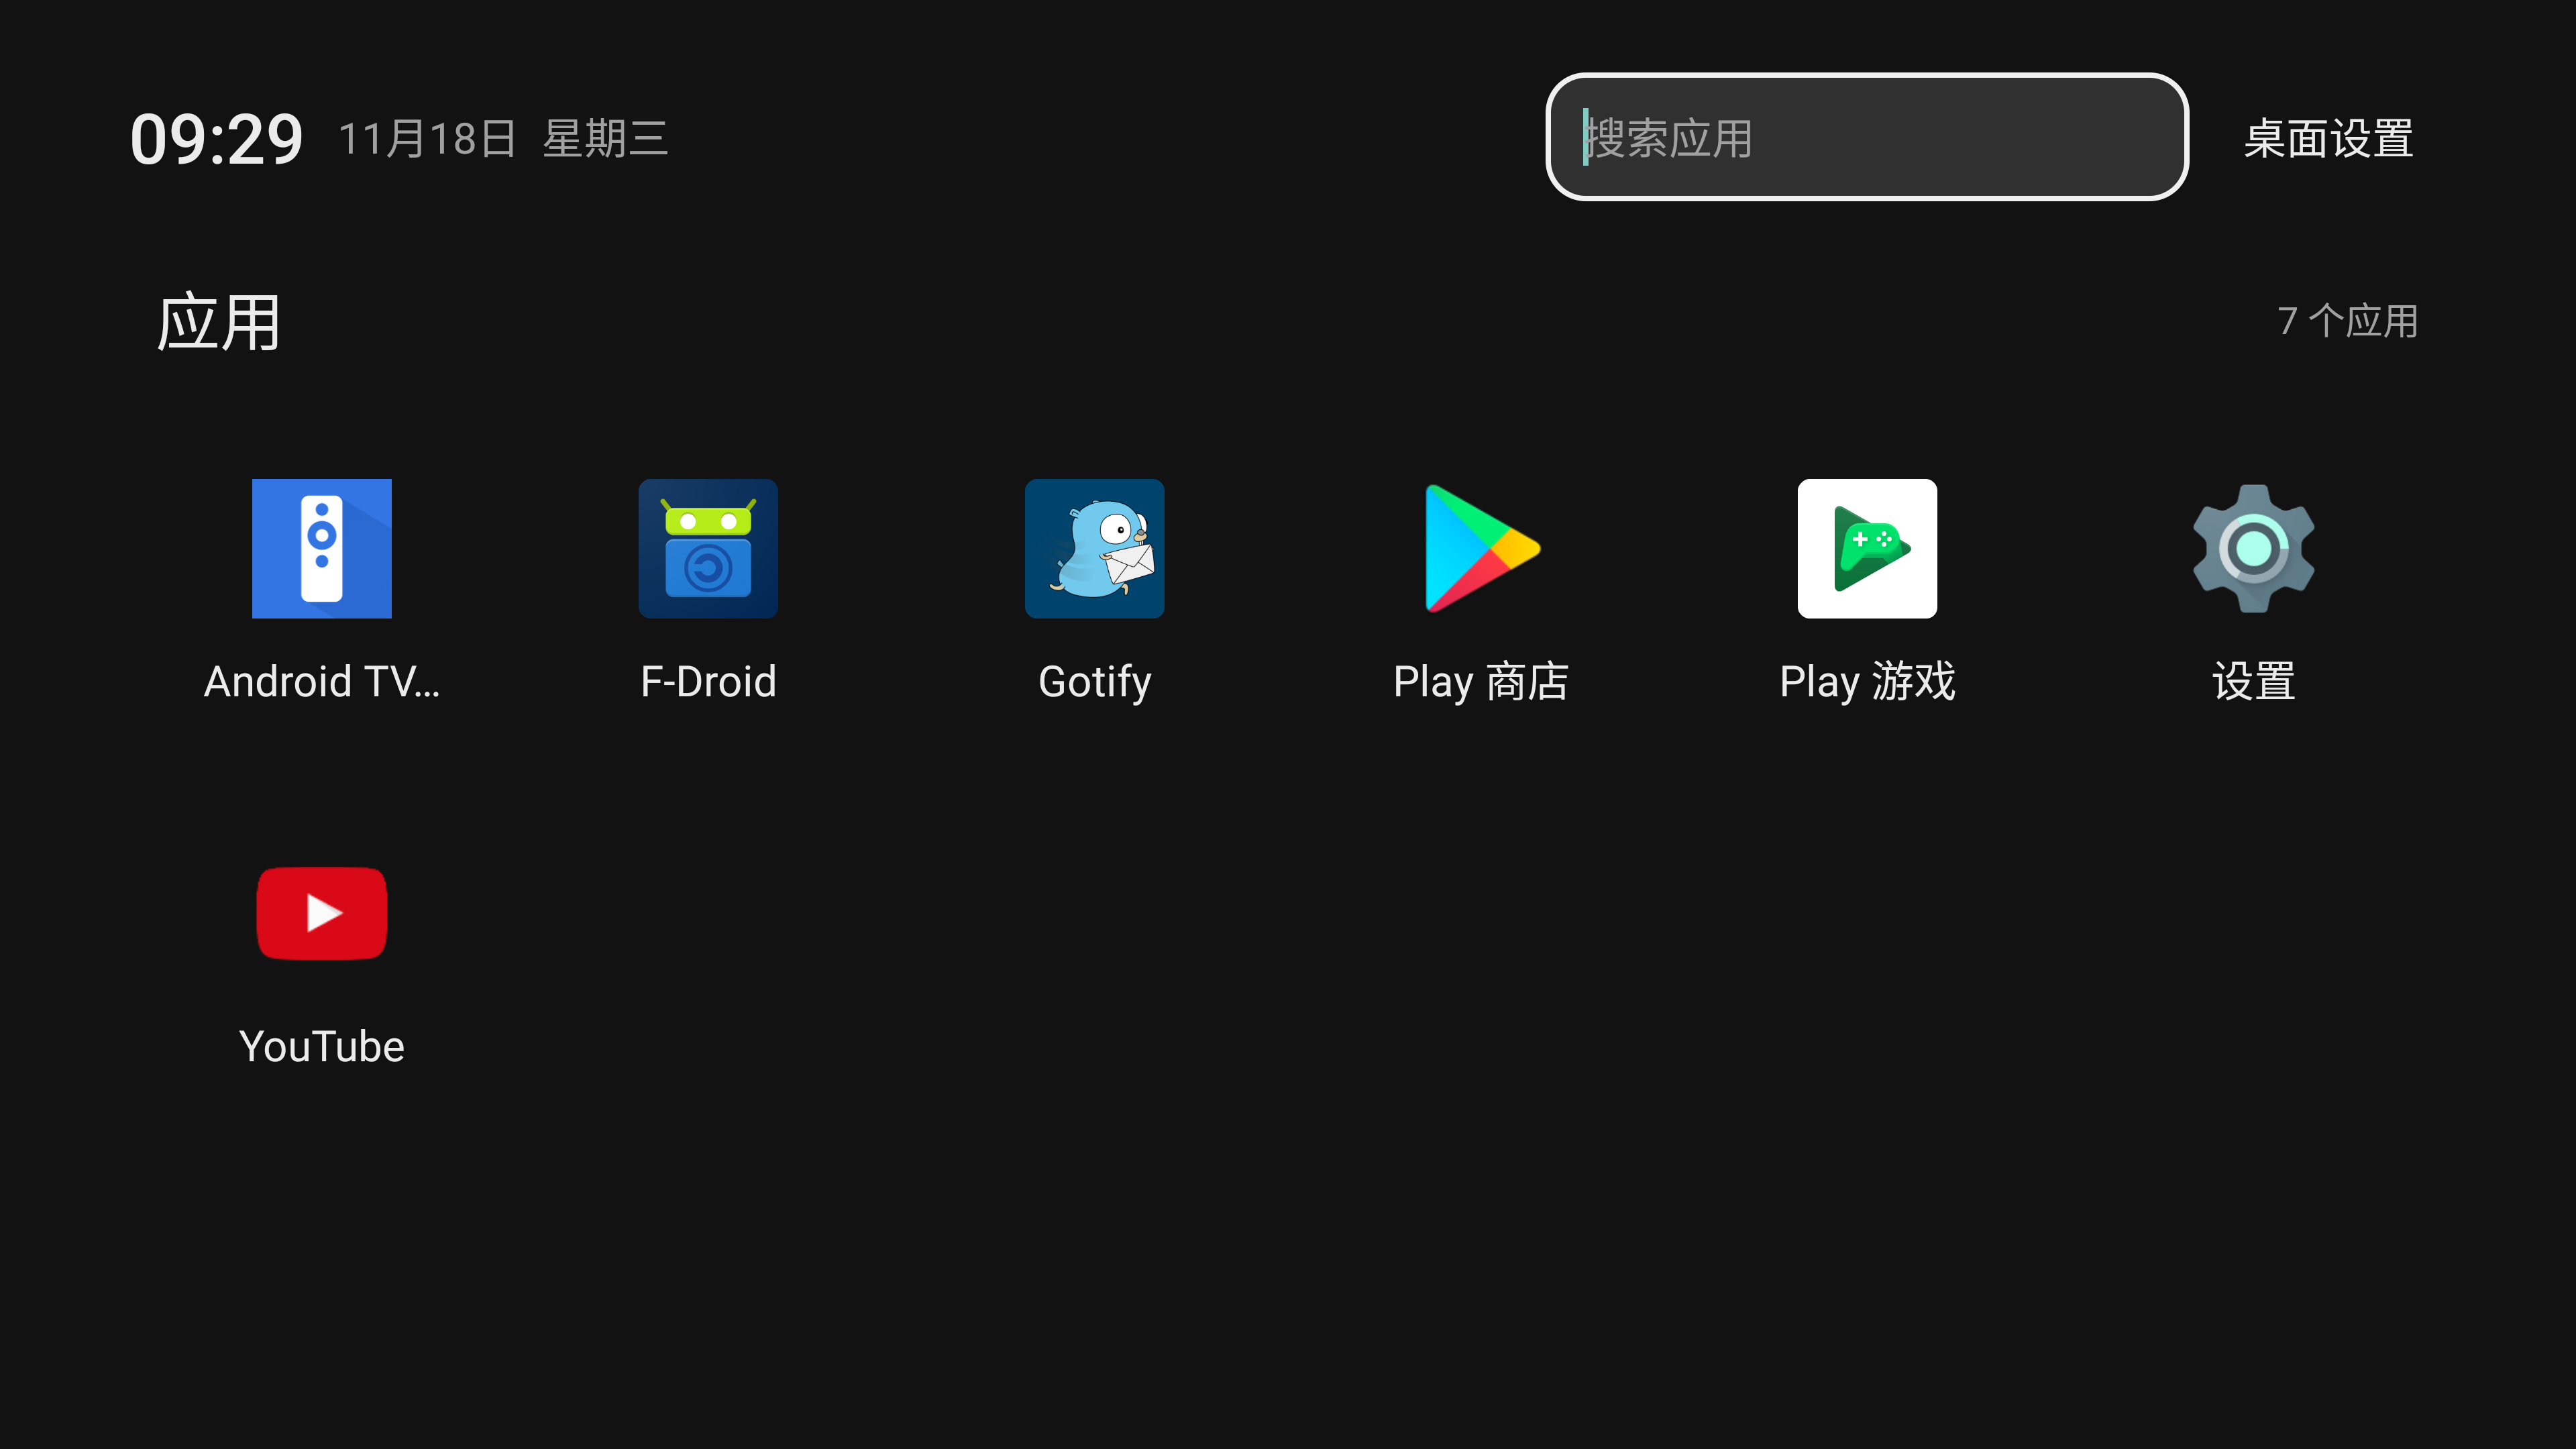 09:29 11月18日 星期三
搜索应用
桌面设置
应用
7 个应用
Android TV...
F-Droid
Gotify
Play 商店
Play 游戏
设置
YouTube